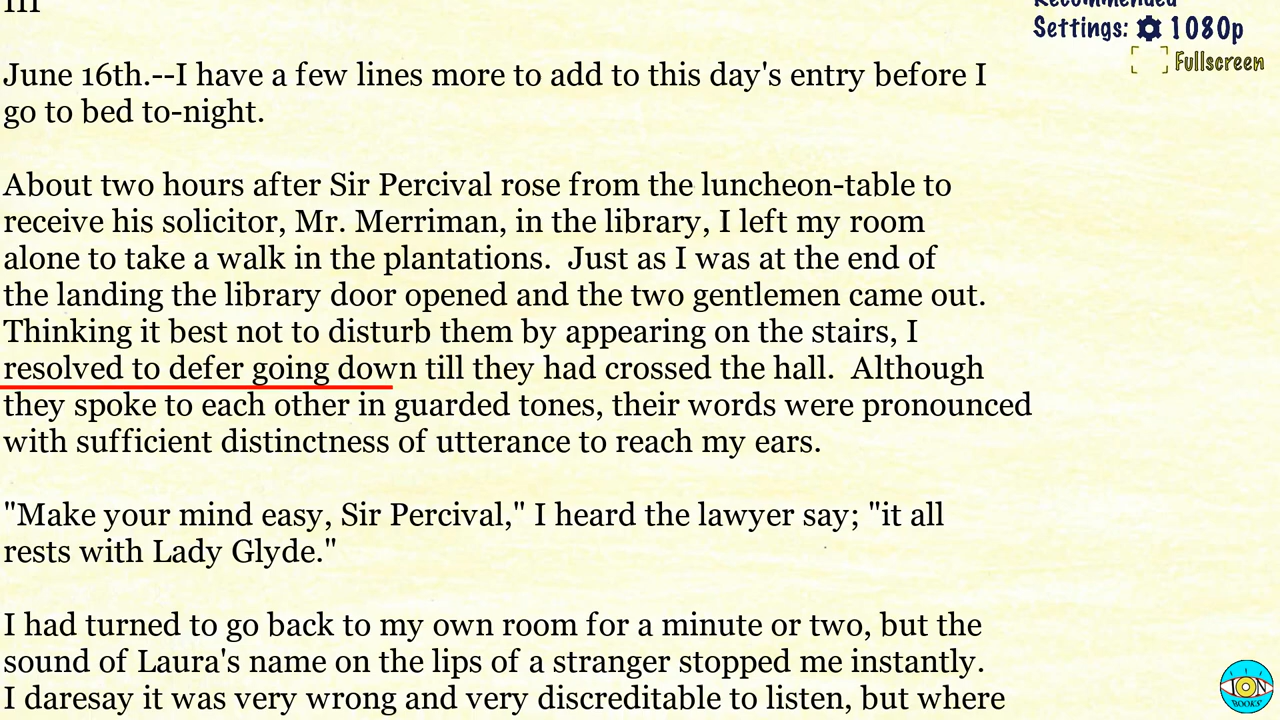 III
Recommended
Settings: 1080p
Fullscreen
June 16th.--I have a few lines more to add to this day's entry before I
go to bed to-night.
About two hours after Sir Percival rose from the luncheon-table to
receive his solicitor, Mr. Merriman, in the library, I left my room
alone to take a walk in the plantations.  Just as I was at the end of
the landing the library door opened and the two gentlemen came out.
Thinking it best not to disturb them by appearing on the stairs, I
resolved to defer going down till they had crossed the hall.  Although
they spoke to each other in guarded tones, their words were pronounced
with sufficient distinctness of utterance to reach my ears.
"Make your mind easy, Sir Percival," I heard the lawyer say; "it all
rests with Lady Glyde."
I had turned to go back to my own room for a minute or two, but the
sound of Laura's name on the lips of a stranger stopped me instantly.
I daresay it was very wrong and very discreditable to listen, but where
ION
BOOKS